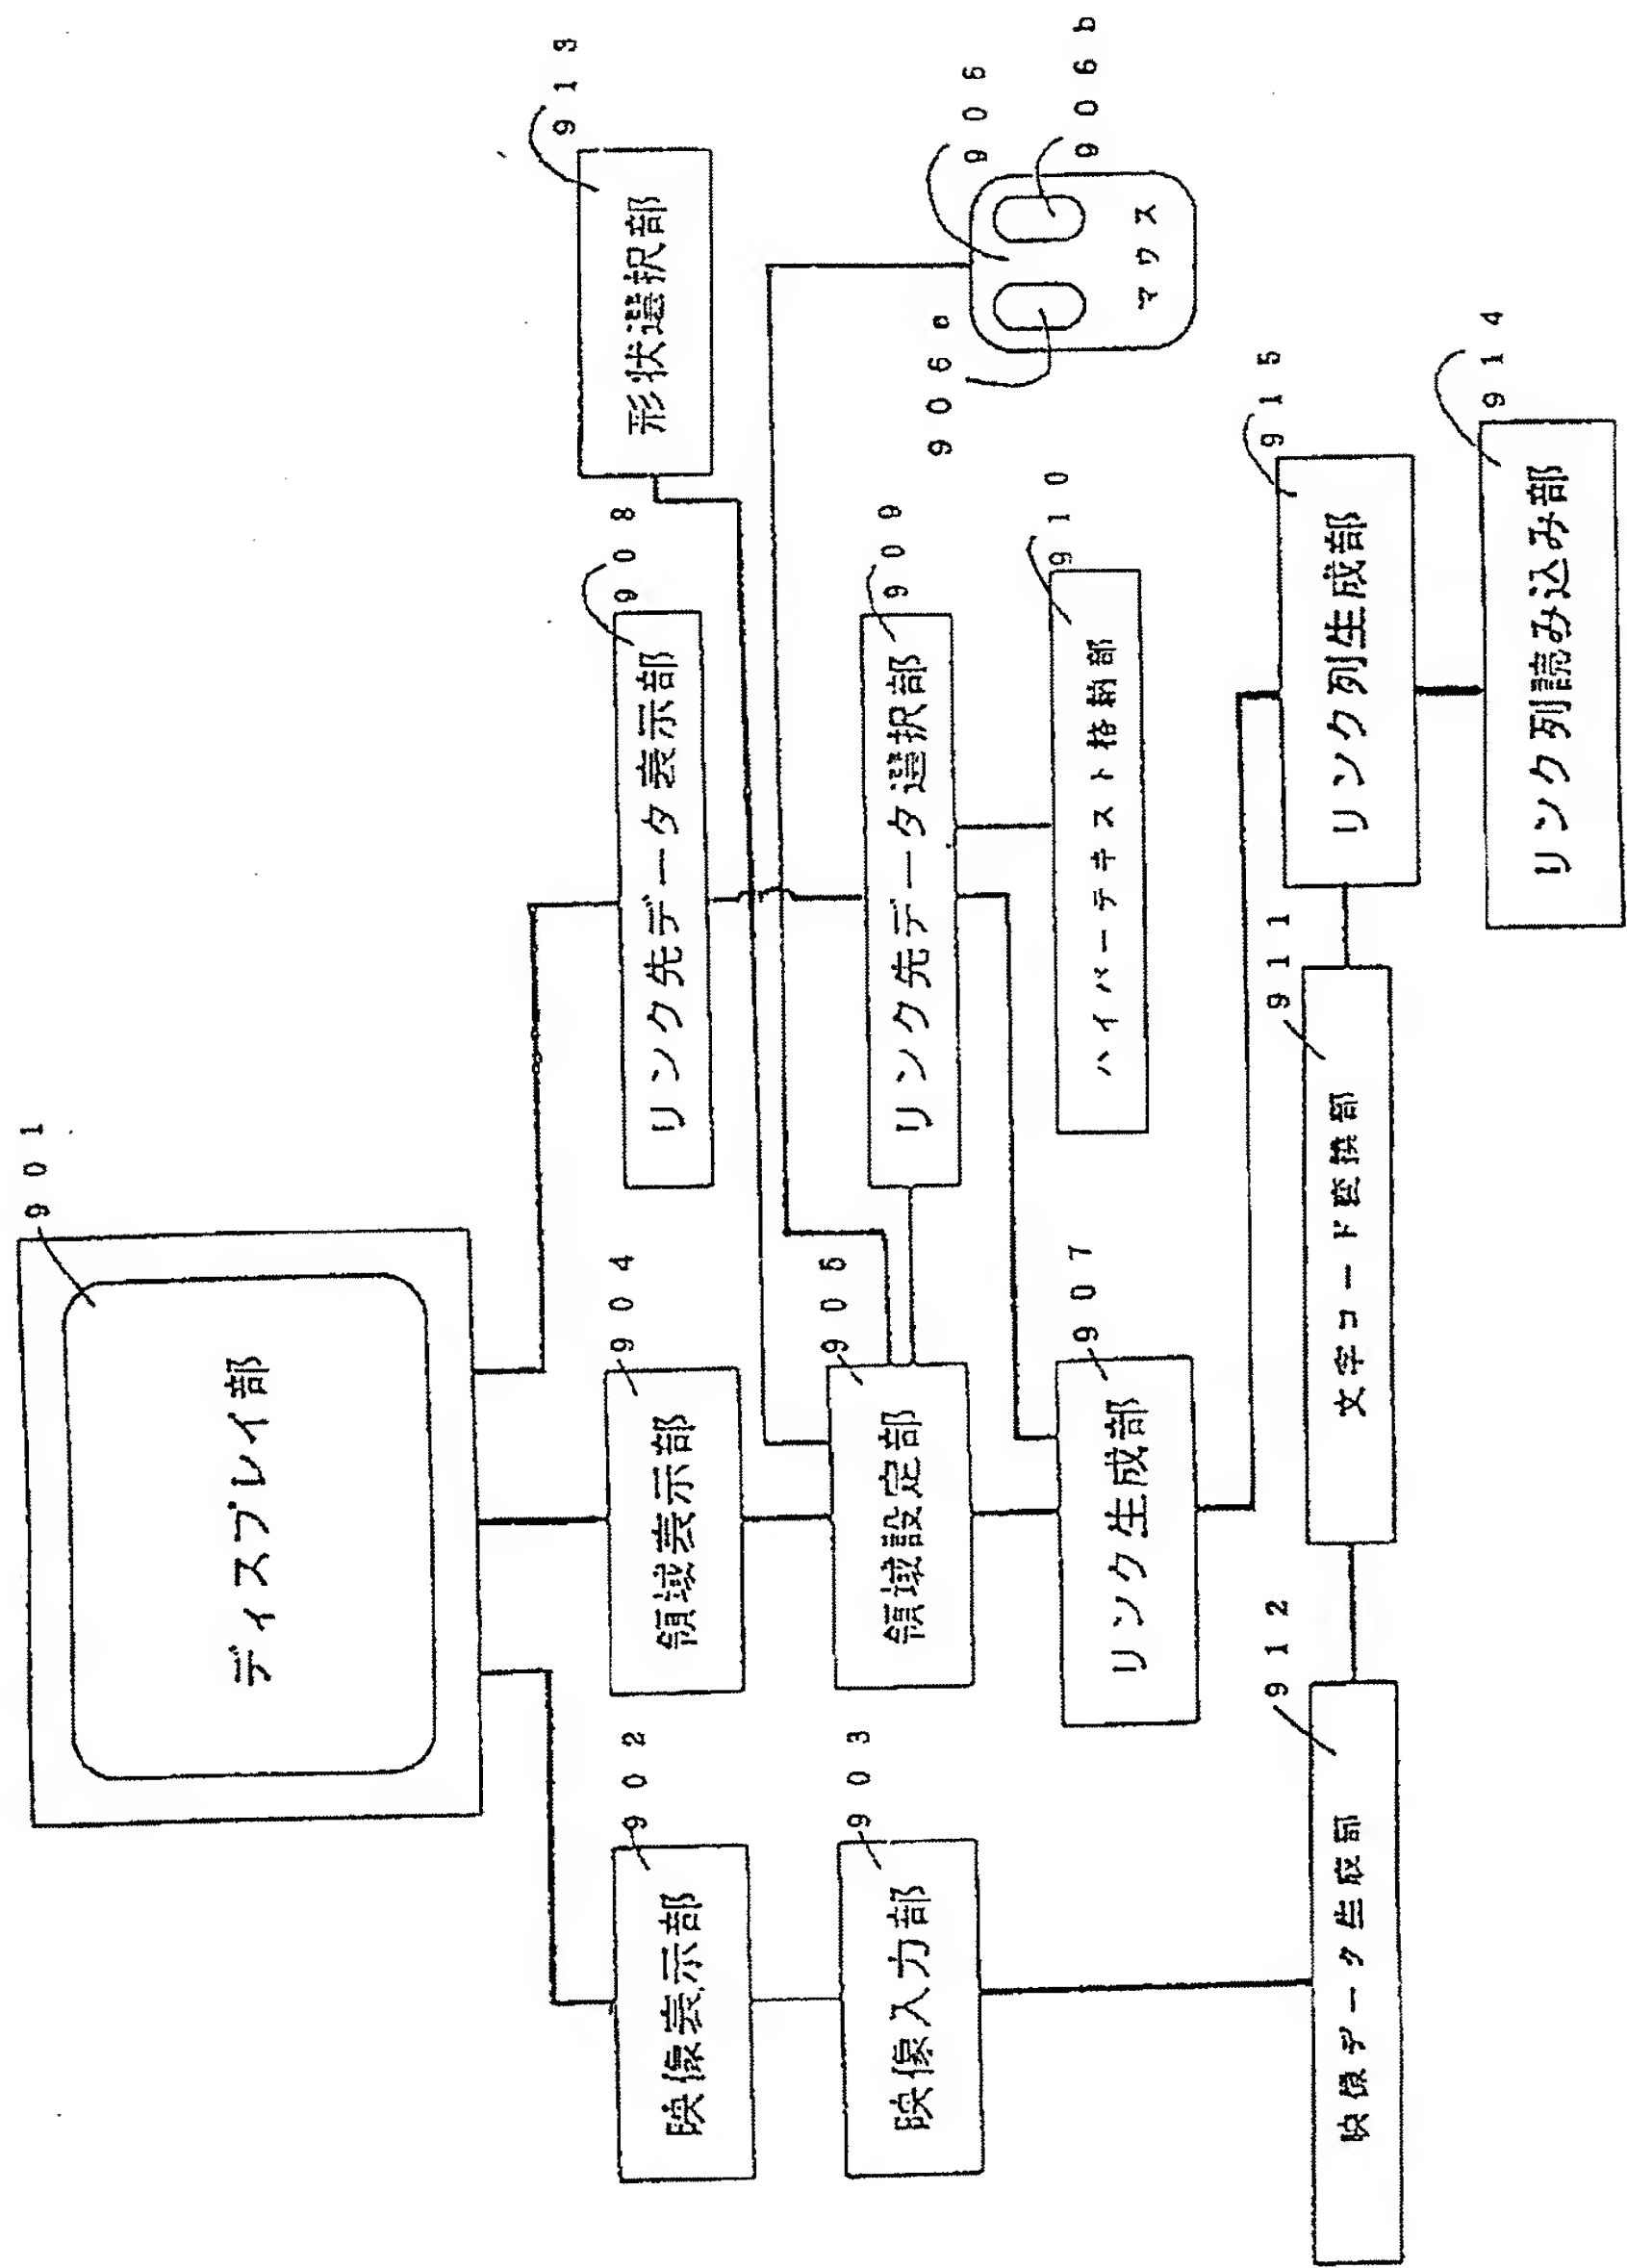 901
ディスプレイ部
902
映像表示部
904
領域表示部
908
リンク先データ表示部
913
形状選択部
903
映像入力部
905
領域設定部
909
リンク先データ選択部
906
906a
906b
マウス
907
リンク生成部
910
ハイパーテキスト格納部
912
映像データ生成部
911
文字コード変換部
915
リンク列生成部
914
リンク列読み込み部